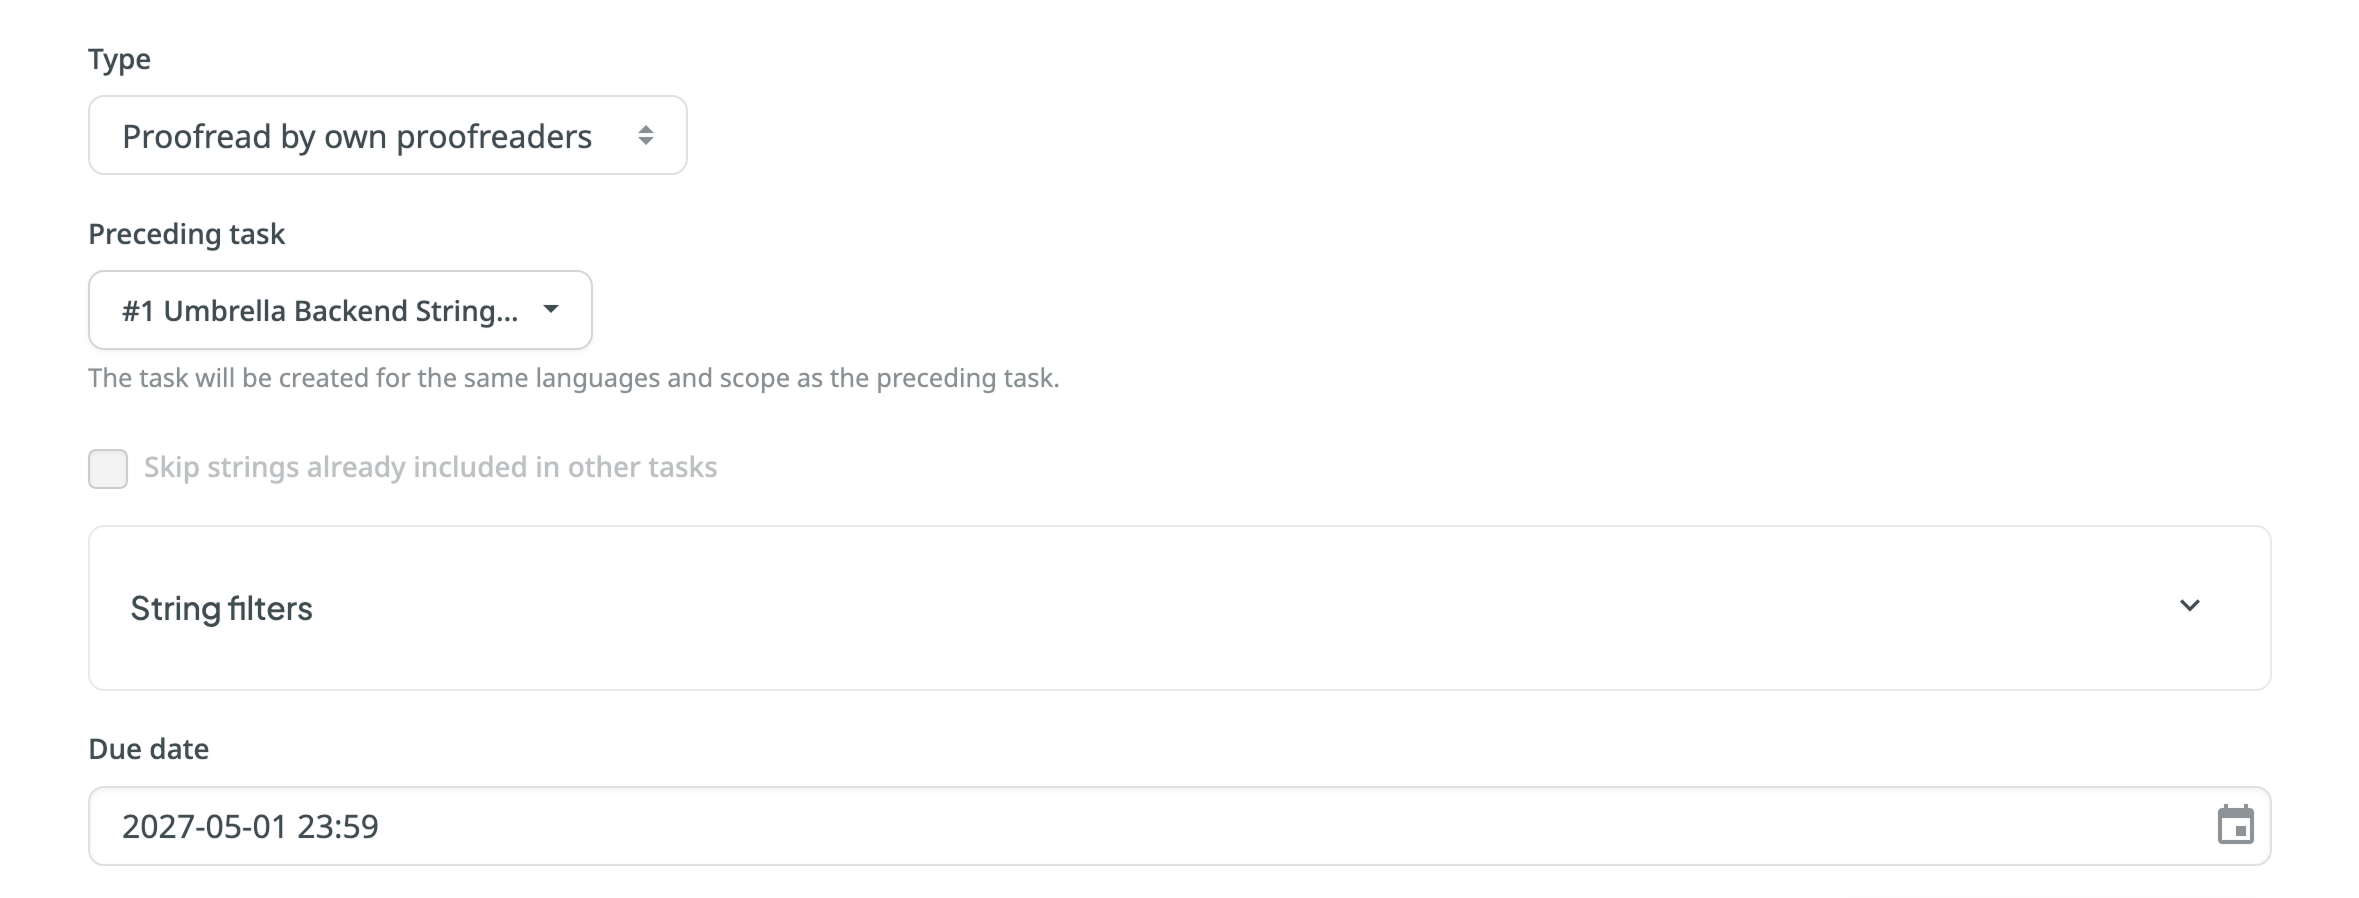 Type
Proofread by own proofreaders
Preceding task
#1 Umbrella Backend String...
The task will be created for the same languages and scope as the preceding task.
Skip strings already included in other tasks
String filters
Due date
2027-05-01 23:59